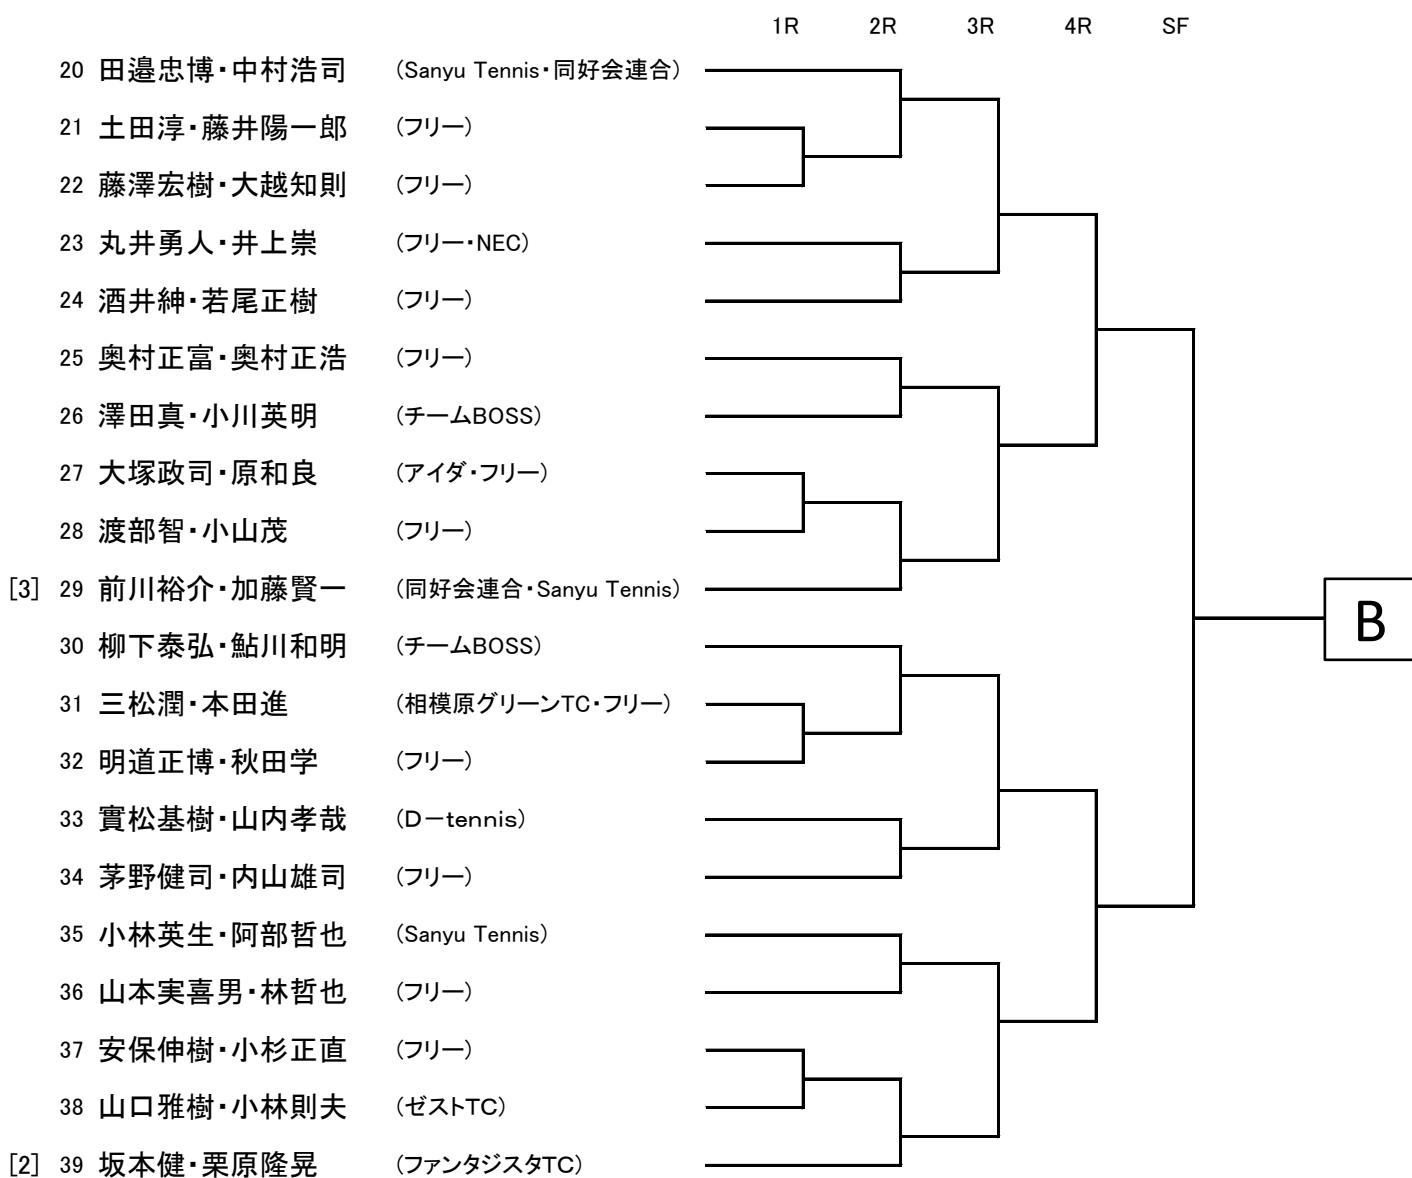 1R 2R 3R 4R SF
20 田邉忠博・中村浩司 (Sanyu Tennis・同好会連合)
21 土田淳・藤井陽一郎 (フリー)
22 藤澤宏樹・大越知則 (フリー)
23 丸井勇人・井上崇 (フリー・NEC)
24 酒井紳・若尾正樹 (フリー)
25 奥村正富・奥村正浩 (フリー)
26 澤田真・小川英明 (チームBOSS)
27 大塚政司・原和良 (アイダ・フリー)
28 渡部智・小山茂 (フリー)
[3] 29 前川裕介・加藤賢一 (同好会連合・Sanyu Tennis)
B
30 柳下泰弘・鮎川和明 (チームBOSS)
31 三松潤・本田進 (相模原グリーンTC・フリー)
32 明道正博・秋田学 (フリー)
33 實松基樹・山内孝哉 (D－tennis)
34 茅野健司・内山雄司 (フリー)
35 小林英生・阿部哲也 (Sanyu Tennis)
36 山本実喜男・林哲也 (フリー)
37 安保伸樹・小杉正直 (フリー)
38 山口雅樹・小林則夫 (ゼストTC)
[2] 39 坂本健・栗原隆晃 (ファンタジスタTC)